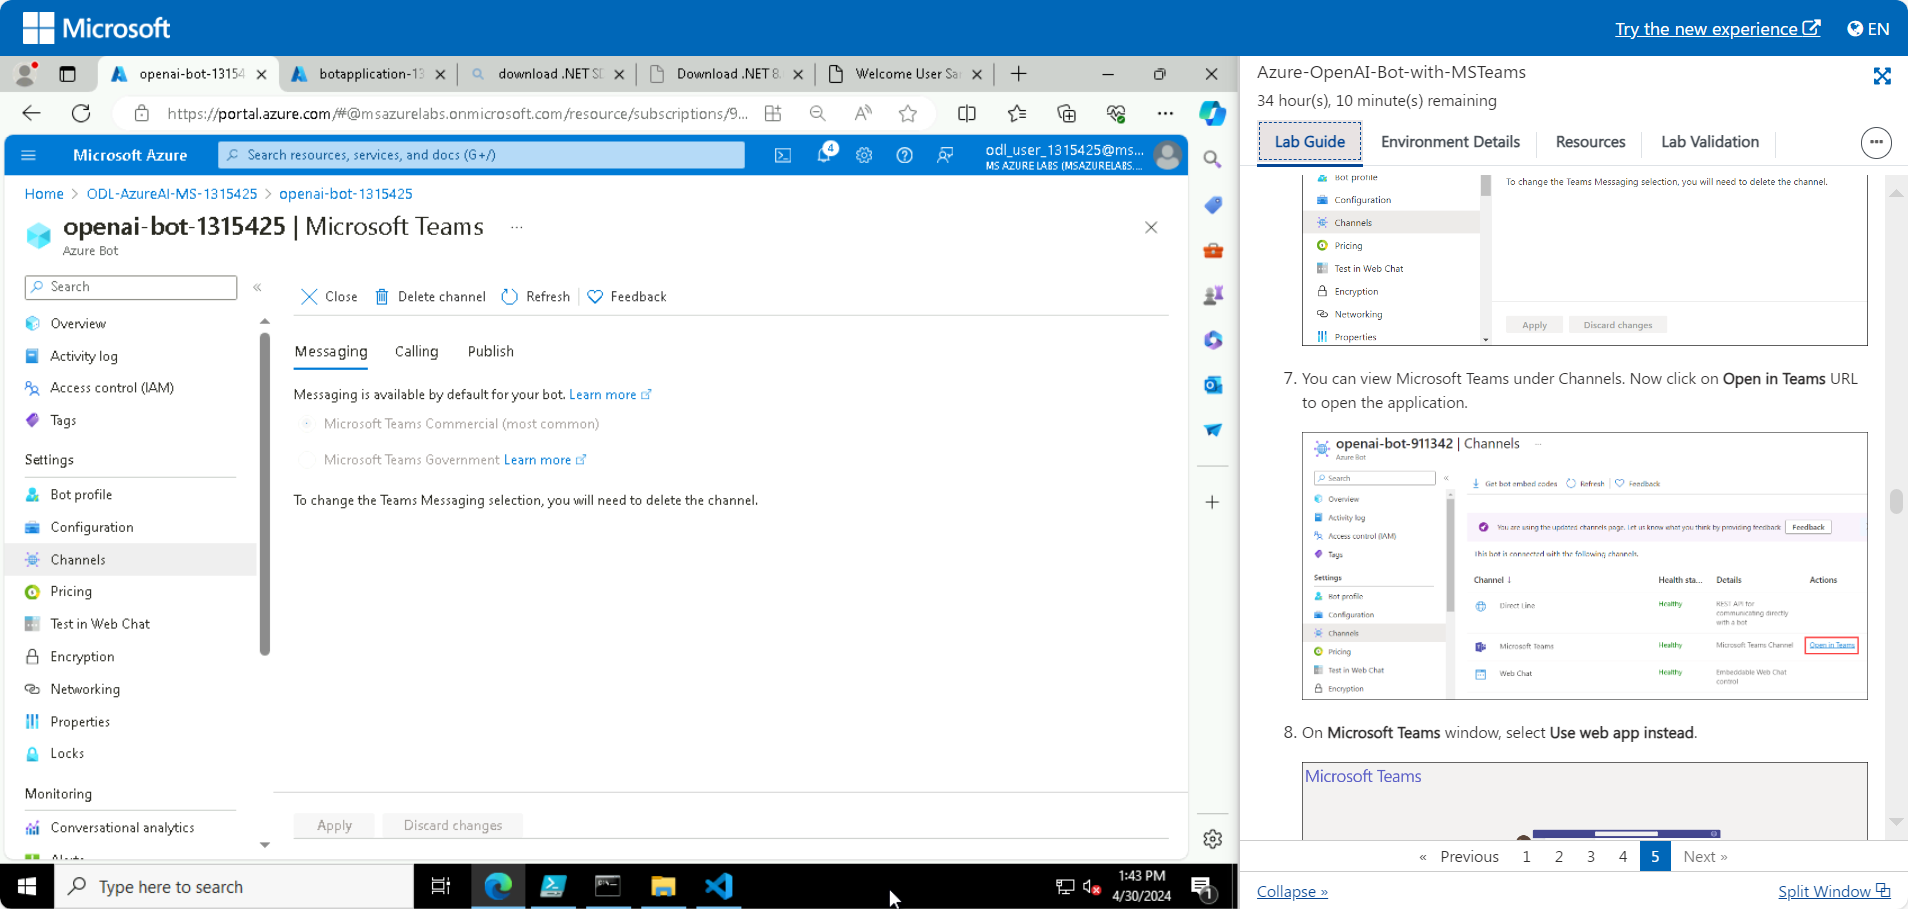 Microsoft
Try the new experience
EN
openai-bot-13154
botapplication-13
download .NET SD
Download .NET 8.
Welcome User Sa
https://portal.azure.com/#@msazurelabs.onmicrosoft.com/resource/subscriptions/9...
Microsoft Azure
Search resources, services, and docs (G+/)
4
odl_user_1315425@ms...
MS AZURE LABS (MSAZURELABS....
Home > ODL-AzureAI-MS-1315425 > openai-bot-1315425
openai-bot-1315425 | Microsoft Teams ...
Azure Bot
Search
«
Overview
Activity log
Access control (IAM)
Tags
Settings
Bot profile
Configuration
Channels
Pricing
Test in Web Chat
Encryption
Networking
Properties
Locks
Monitoring
Conversational analytics
Alerts
Close
Delete channel
Refresh
Feedback
Messaging
Calling
Publish
Messaging is available by default for your bot. Learn more
Microsoft Teams Commercial (most common)
Microsoft Teams Government Learn more
To change the Teams Messaging selection, you will need to delete the channel.
Apply
Discard changes
Type here to search
1:43 PM
4/30/2024
1
Azure-OpenAI-Bot-with-MSTeams
34 hour(s), 10 minute(s) remaining
Lab Guide
Environment Details
Resources
Lab Validation
Bot profile
Configuration
Channels
Pricing
Test in Web Chat
Encryption
Networking
Properties
To change the Teams Messaging selection, you will need to delete the channel.
Apply
Discard changes
7. You can view Microsoft Teams under Channels. Now click on Open in Teams URL
to open the application.
openai-bot-911342 | Channels ...
Azure Bot
Search
«
Overview
Activity log
Access control (IAM)
Tags
Settings
Bot profile
Configuration
Channels
Pricing
Test in Web Chat
Encryption
Get bot embed codes
Refresh
Feedback
You are using the updated channels page. Let us know what you think by providing feedback
Feedback
This bot is connected with the following channels.
Channel ↓
Health sta...
Details
Actions
Direct Line
Healthy
REST API for
communicating directly
with a bot
Microsoft Teams
Healthy
Microsoft Teams Channel
Open in Teams
Web Chat
Healthy
Embeddable Web Chat
control
8. On Microsoft Teams window, select Use web app instead.
Microsoft Teams
« Previous 1 2 3 4 5 Next »
Collapse »
Split Window